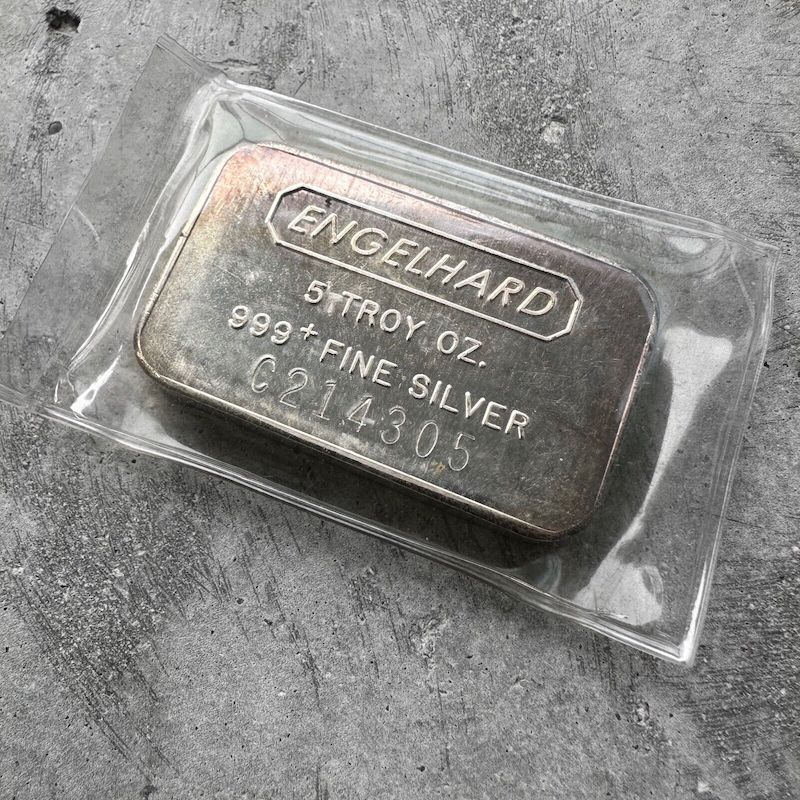 ENGELHARD
5 TROY OZ.
999+ FINE SILVER
C214305